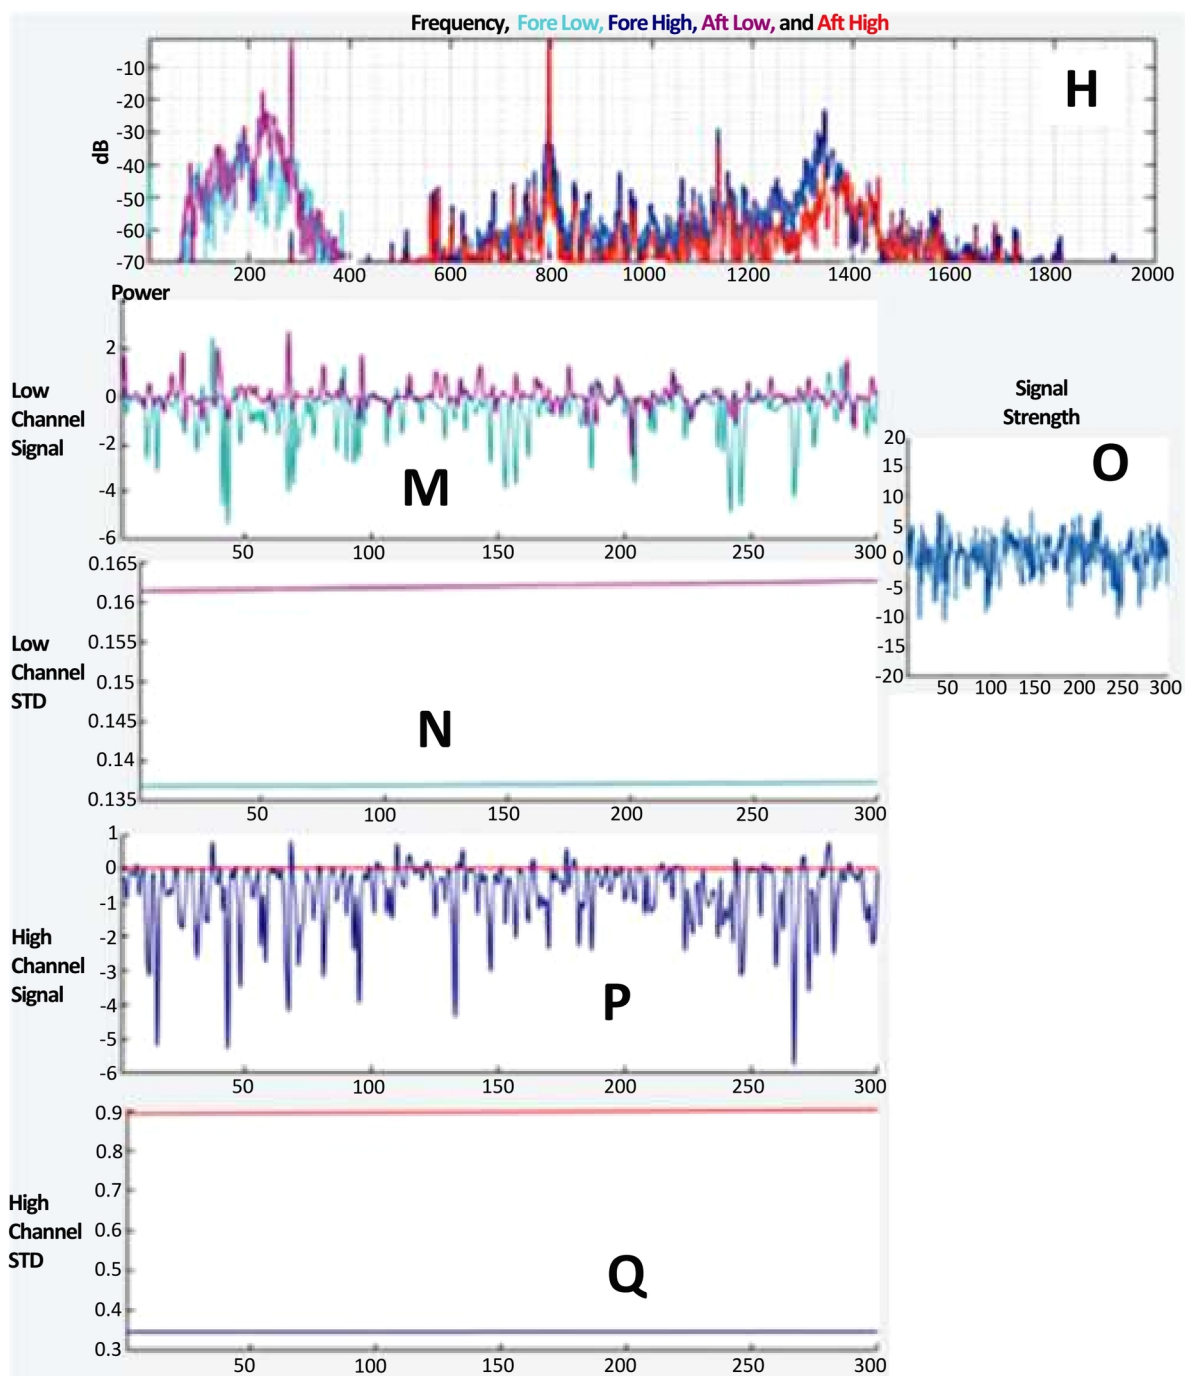 Frequency, Fore Low, Fore High, Aft Low, and Aft High
H
dB
-10
-20
-30
-40
-50
-60
-70
200 400 600 800 1000 1200 1400 1600 1800 2000
Power
Low
Channel
Signal
2
0
-2
-4
-6
M
50 100 150 200 250 300
Signal
Strength
20
15
10
5
0
-5
-10
-15
-20
O
50 100 150 200 250 300
Low
Channel
STD
0.165
0.16
0.155
0.15
0.145
0.14
0.135
N
50 100 150 200 250 300
High
Channel
Signal
1
0
-1
-2
-3
-4
-5
-6
P
50 100 150 200 250 300
High
Channel
STD
0.9
0.8
0.7
0.6
0.5
0.4
0.3
Q
50 100 150 200 250 300